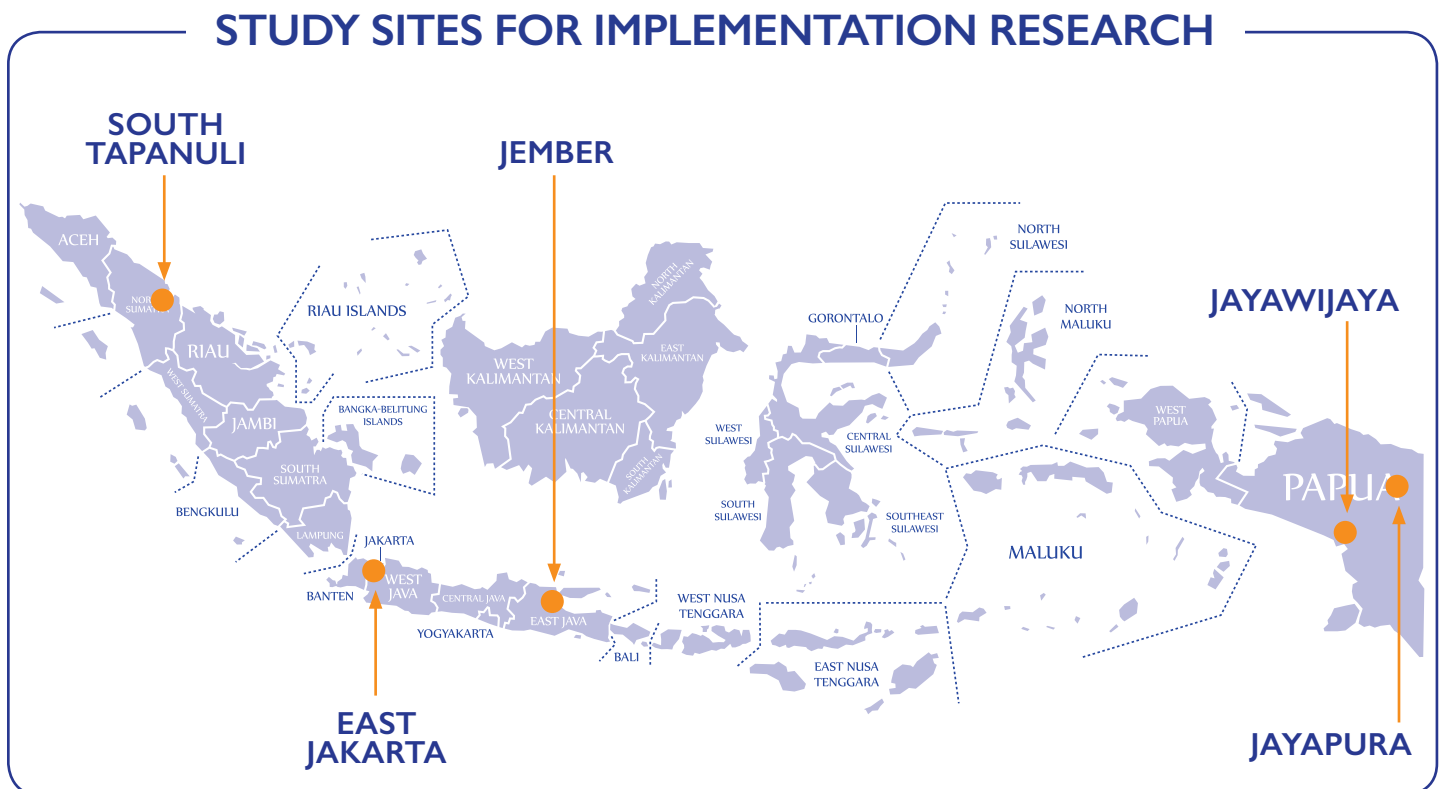 STUDY SITES FOR IMPLEMENTATION RESEARCH
SOUTH
TAPANULI
JEMBER
ACEH
NORTH
SUMATRA
RIAU
RIAU ISLANDS
WEST SUMATRA
JAMBI
BANGKA-BELITUNG
ISLANDS
SOUTH
SUMATRA
BENGKULU
LAMPUNG
NORTH
KALIMANTAN
WEST
KALIMANTAN
EAST
KALIMANTAN
CENTRAL
KALIMANTAN
SOUTH
KALIMANTAN
NORTH
SULAWESI
GORONTALO
NORTH
MALUKU
JAYAWIJAYA
WEST
SULAWESI
CENTRAL
SULAWESI
SOUTH
SULAWESI
SOUTHEAST
SULAWESI
WEST
PAPUA
PAPUA
MALUKU
JAKARTA
BANTEN
WEST
JAVA
CENTRAL JAVA
YOGYAKARTA
EAST JAVA
BALI
WEST NUSA
TENGGARA
EAST NUSA
TENGGARA
EAST
JAKARTA
JAYAPURA